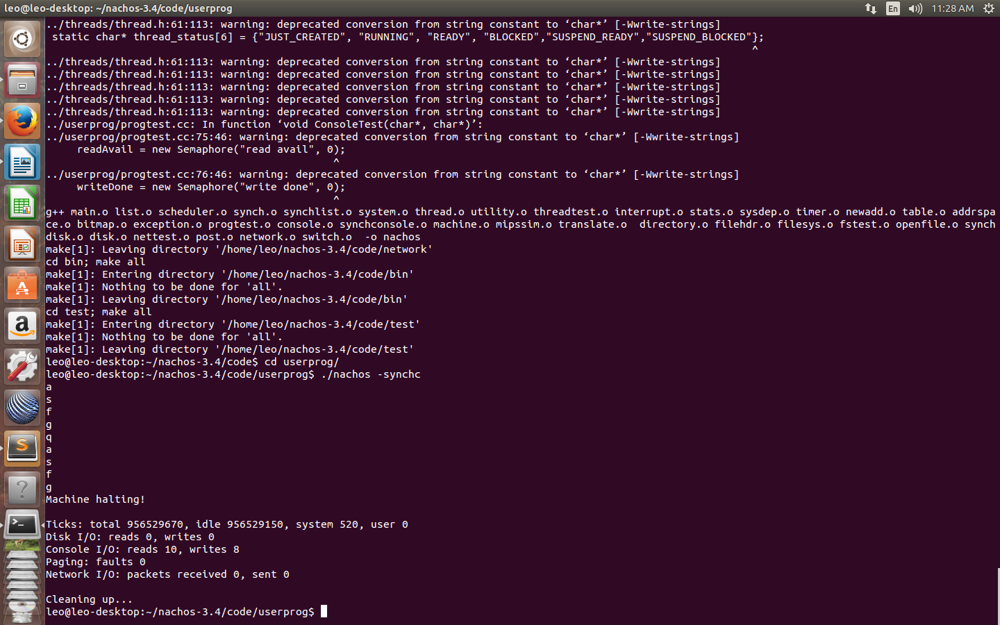 leo@leo-desktop: ~/nachos-3.4/code/userprog
En
11:28 AM
../threads/thread.h:61:113: warning: deprecated conversion from string constant to ‘char*’ [-Wwrite-strings]
static char* thread_status[6] = {"JUST_CREATED", "RUNNING", "READY", "BLOCKED","SUSPEND_READY","SUSPEND_BLOCKED"};
^
../threads/thread.h:61:113: warning: deprecated conversion from string constant to ‘char*’ [-Wwrite-strings]
../threads/thread.h:61:113: warning: deprecated conversion from string constant to ‘char*’ [-Wwrite-strings]
../threads/thread.h:61:113: warning: deprecated conversion from string constant to ‘char*’ [-Wwrite-strings]
../threads/thread.h:61:113: warning: deprecated conversion from string constant to ‘char*’ [-Wwrite-strings]
../threads/thread.h:61:113: warning: deprecated conversion from string constant to ‘char*’ [-Wwrite-strings]
../userprog/progtest.cc: In function ‘void ConsoleTest(char*, char*)’:
../userprog/progtest.cc:75:46: warning: deprecated conversion from string constant to ‘char*’ [-Wwrite-strings]
readAvail = new Semaphore("read avail", 0);
^
../userprog/progtest.cc:76:46: warning: deprecated conversion from string constant to ‘char*’ [-Wwrite-strings]
writeDone = new Semaphore("write done", 0);
^
g++ main.o list.o scheduler.o synch.o synchlist.o system.o thread.o utility.o threadtest.o interrupt.o stats.o sysdep.o timer.o newadd.o table.o addrspa
ce.o bitmap.o exception.o progtest.o console.o synchconsole.o machine.o mipssim.o translate.o  directory.o filehdr.o filesys.o fstest.o openfile.o synch
disk.o disk.o nettest.o post.o network.o switch.o  -o nachos
make[1]: Leaving directory '/home/leo/nachos-3.4/code/network'
cd bin; make all
make[1]: Entering directory '/home/leo/nachos-3.4/code/bin'
make[1]: Nothing to be done for 'all'.
make[1]: Leaving directory '/home/leo/nachos-3.4/code/bin'
cd test; make all
make[1]: Entering directory '/home/leo/nachos-3.4/code/test'
make[1]: Nothing to be done for 'all'.
make[1]: Leaving directory '/home/leo/nachos-3.4/code/test'
leo@leo-desktop:~/nachos-3.4/code$ cd userprog/
leo@leo-desktop:~/nachos-3.4/code/userprog$ ./nachos -synchc
a
s
f
g
q
a
s
f
g
Machine halting!
Ticks: total 956529670, idle 956529150, system 520, user 0
Disk I/O: reads 0, writes 0
Console I/O: reads 10, writes 8
Paging: faults 0
Network I/O: packets received 0, sent 0
Cleaning up...
leo@leo-desktop:~/nachos-3.4/code/userprog$